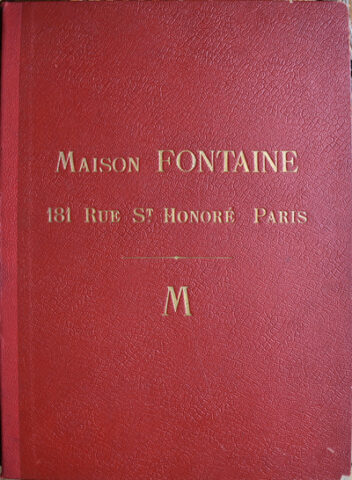 MAISON FONTAINE
181 RUE ST HONORÉ PARIS
M